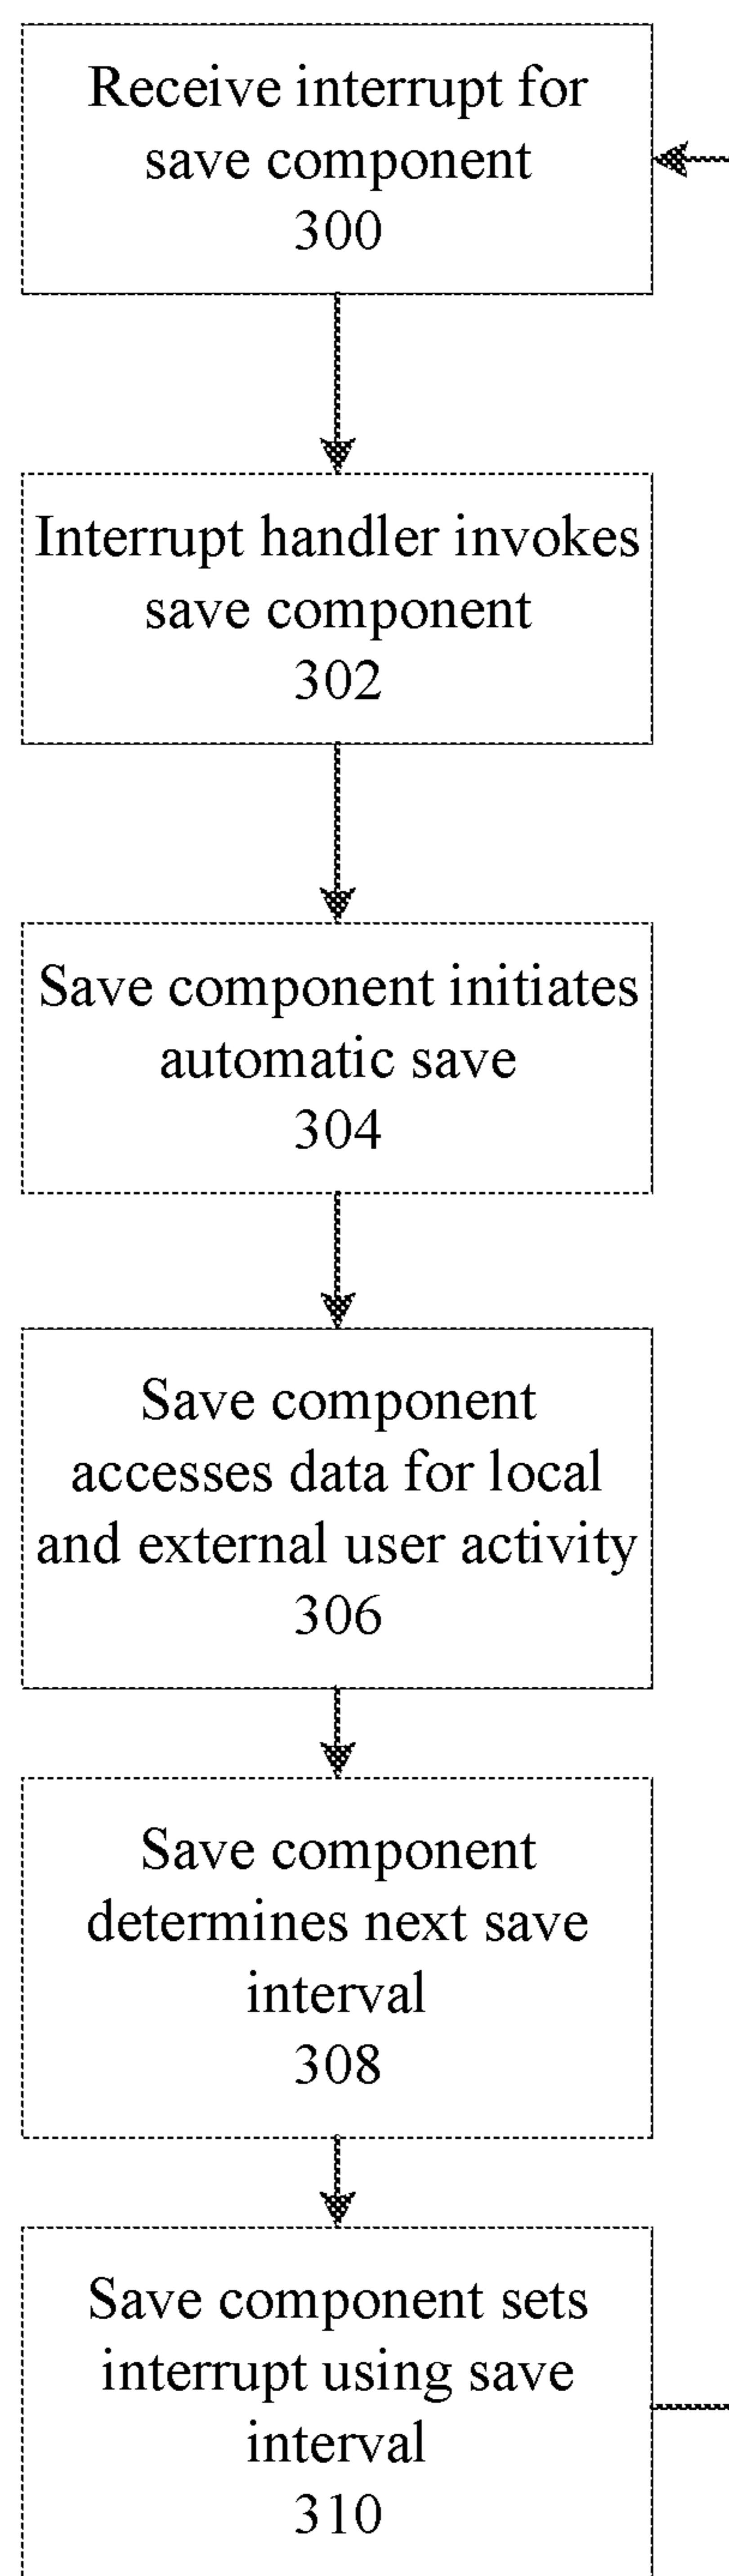 Receive interrupt for
save component
300
Interrupt handler invokes
save component
302
Save component initiates
automatic save
304
Save component
accesses data for local
and external user activity
306
Save component
determines next save
interval
308
Save component sets
interrupt using save
interval
310